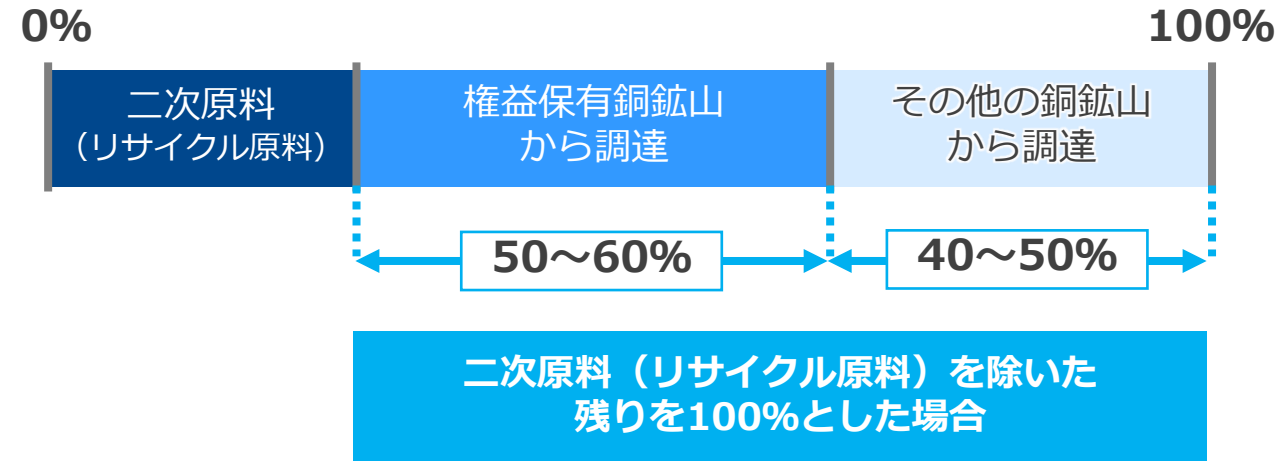 0%
100%
二次原料
（リサイクル原料）
権益保有銅鉱山
から調達
その他の銅鉱山
から調達
50～60%
40～50%
二次原料（リサイクル原料）を除いた
残りを100%とした場合